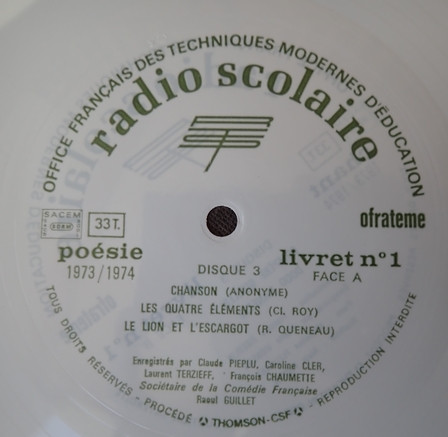 OFFICE FRANÇAIS DES TECHNIQUES MODERNES D'ÉDUCATION
radio scolaire
SACEM
33 T.
ofrateme
poésie
1973/1974
DISQUE 3
livret n° 1
FACE A
CHANSON (ANONYME)
LES QUATRE ÉLÉMENTS (CL. ROY)
LE LION ET L'ESCARGOT (R. QUENEAU)
Enregistrés par Claude PIEPLU, Caroline CLER,
Laurent TERZIEFF, François CHAUMETTE
Sociétaire de la Comédie Française
Raoul GUILLET
TOUS DROITS RÉSERVÉS - PROCÉDÉ THOMSON-CSF - REPRODUCTION INTERDITE